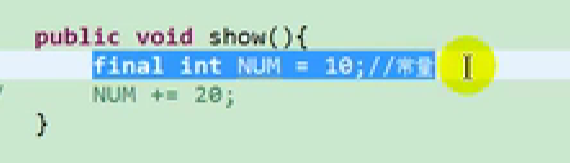 public void show(){
final int NUM = 10;//常量
/ NUM += 20;
}